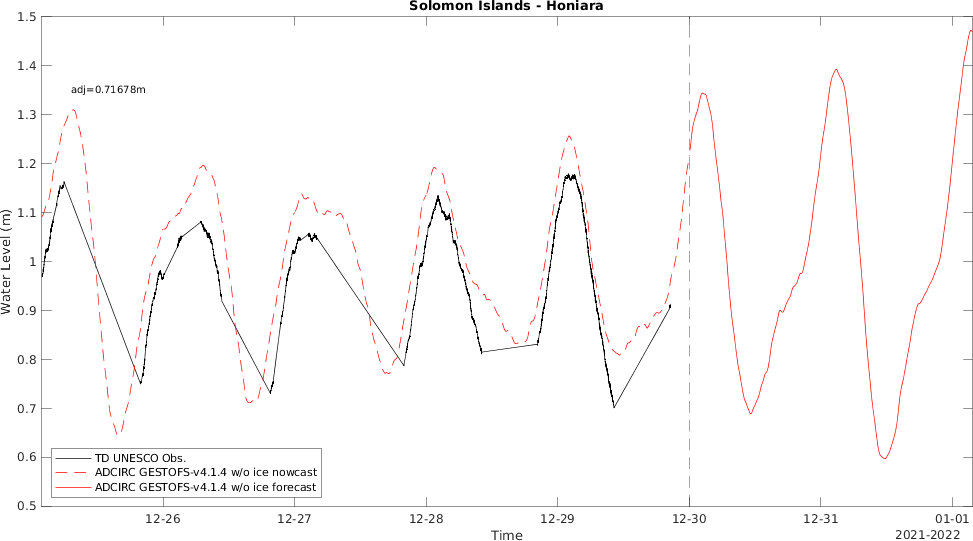 Solomon Islands - Honiara
1.5
1.4
1.3
1.2
1.1
1
0.9
0.8
0.7
0.6
0.5
Water Level (m)
adj=0.71678m
TD UNESCO Obs.
ADCIRC GESTOFS-v4.1.4 w/o ice nowcast
ADCIRC GESTOFS-v4.1.4 w/o ice forecast
12-26 12-27 12-28 12-29 12-30 12-31 01-01
Time
2021-2022